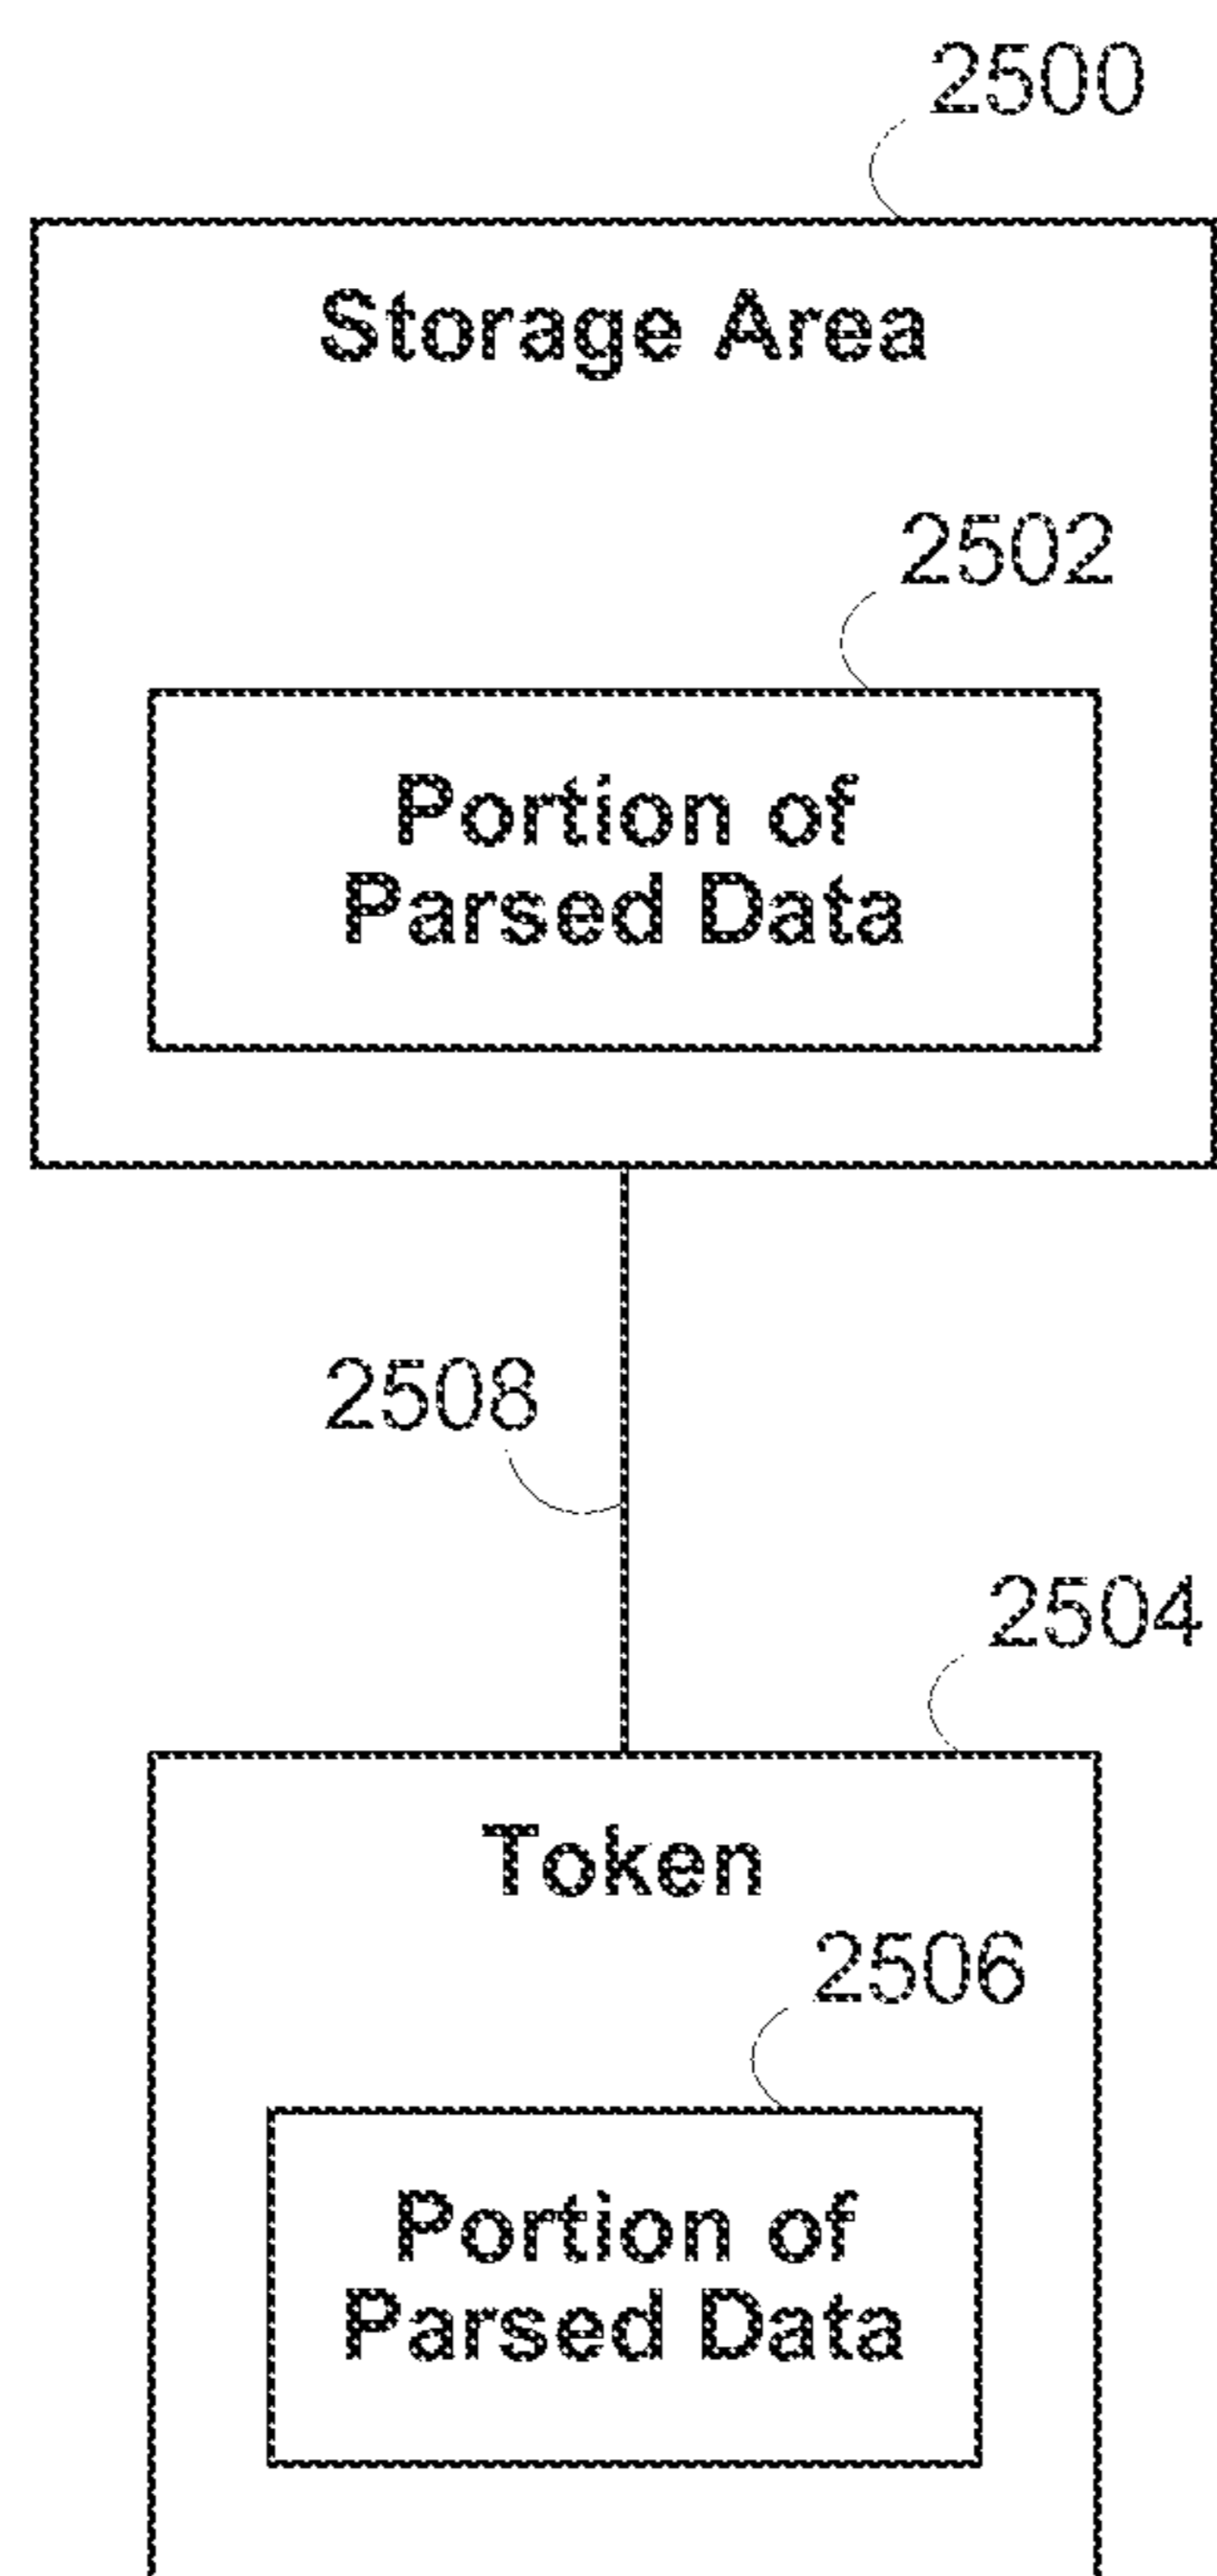 2500
Storage Area
2502
Portion of
Parsed Data
2508
2504
Token
2506
Portion of
Parsed Data